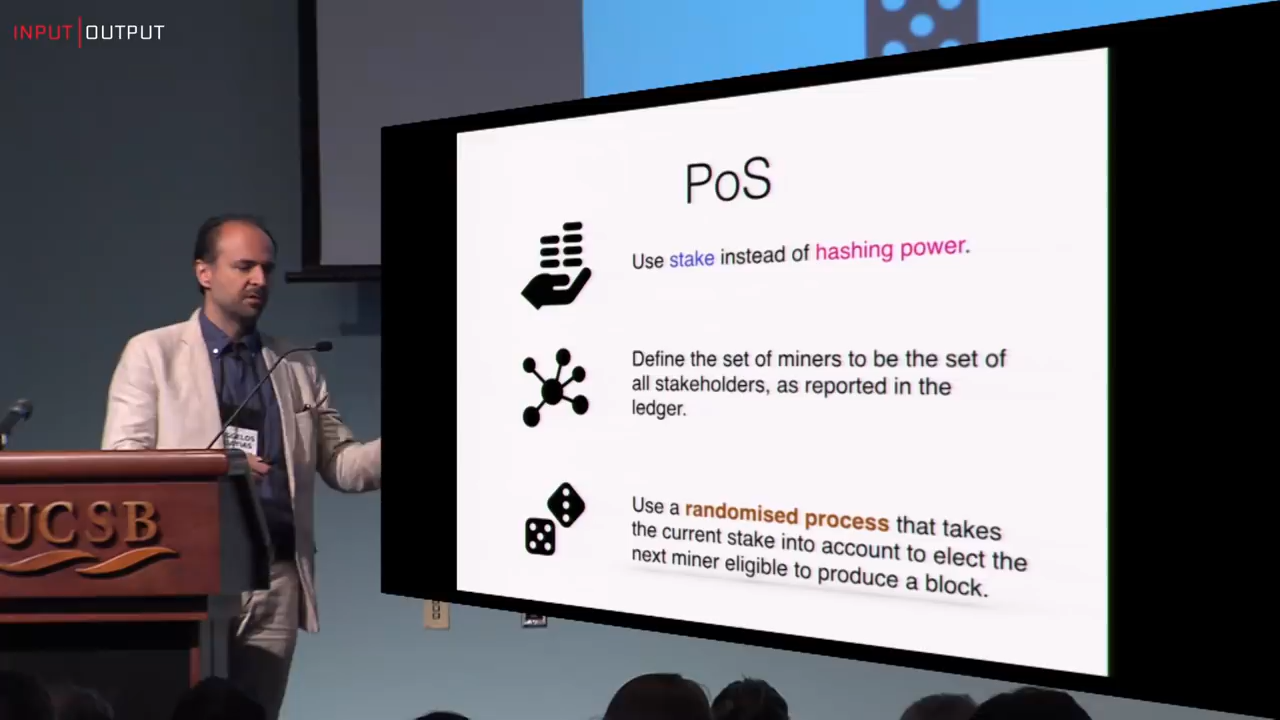 INPUT|OUTPUT
PoS
Use stake instead of hashing power.
Define the set of miners to be the set of
all stakeholders, as reported in the
ledger.
Use a randomised process that takes
the current stake into account to elect the
next miner eligible to produce a block.
UCSB